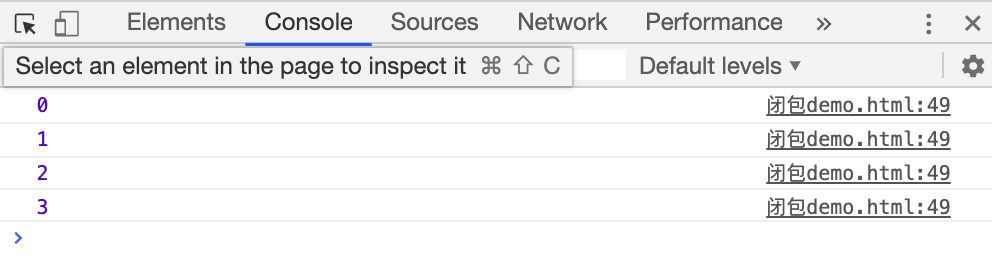 Elements Console Sources Network Performance »
Select an element in the page to inspect it ⌘ ⇧ C Default levels ▼
0 闭包demo.html:49
1 闭包demo.html:49
2 闭包demo.html:49
3 闭包demo.html:49
>